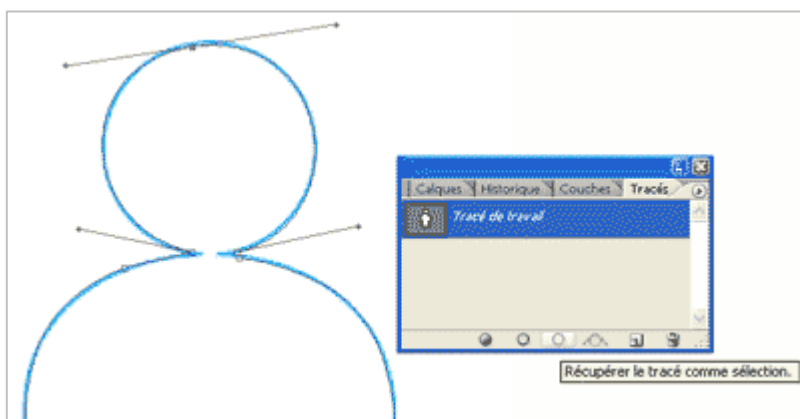 Calques Historique Couches Tracés
Tracé de travail
Récupérer le tracé comme sélection.